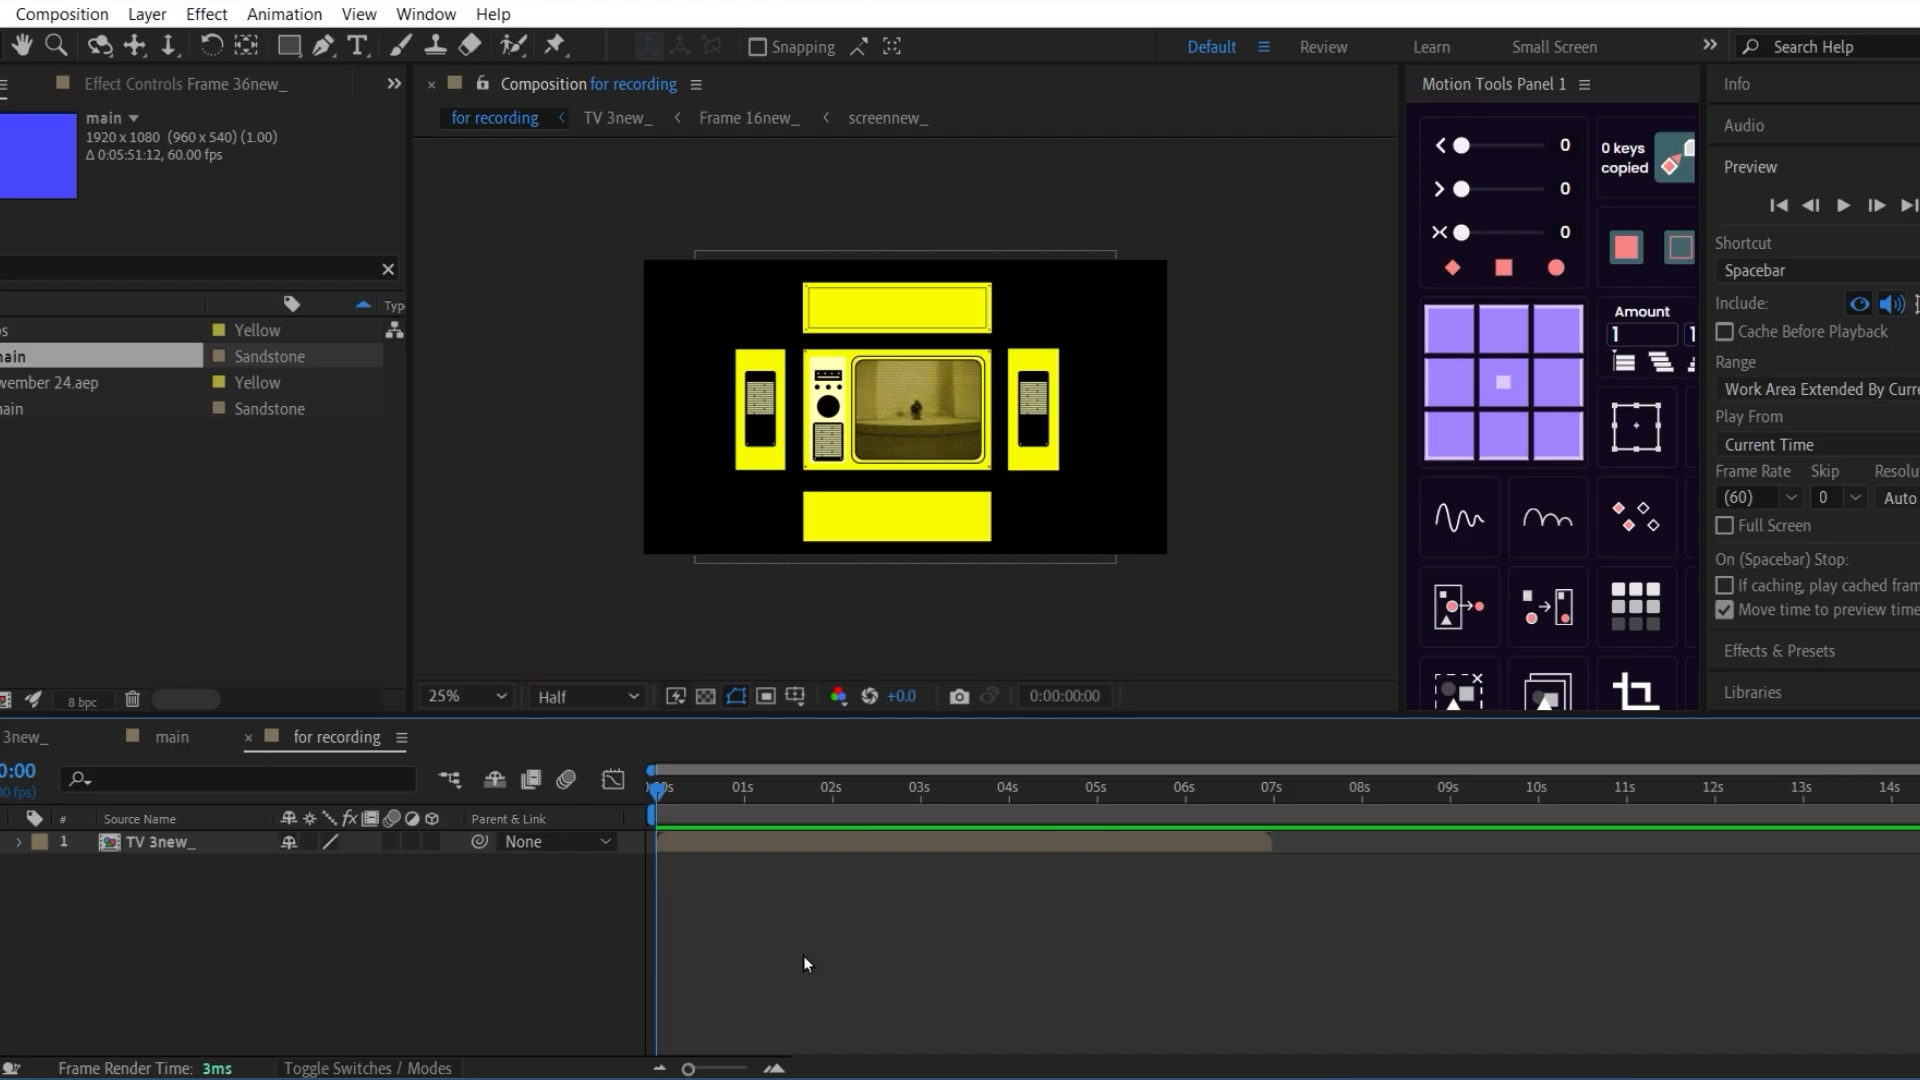 Composition Layer Effect Animation View Window Help
Snapping Default Review Learn Small Screen Search Help
Effect Controls Frame 36new_
main
1920 x 1080 (960 x 540) (1.00)
Δ 0:05:51:12, 60.00 fps
Typ
s Yellow
ain Sandstone
vember 24.aep Yellow
ain Sandstone
8 bpc
Composition for recording
for recording TV 3new_ Frame 16new_ screennew_
25% Half +0.0 0:00:00:00
Motion Tools Panel 1
0
0
0
0 keys
copied
Amount
1 1
Info
Audio
Preview
Shortcut
Spacebar
Include:
Cache Before Playback
Range
Work Area Extended By Curre
Play From
Current Time
Frame Rate Skip Resolu
(60) 0 Auto
Full Screen
On (Spacebar) Stop:
If caching, play cached fram
Move time to preview time
Effects & Presets
Libraries
3new_ main for recording
0:00
00 fps)
01s 02s 03s 04s 05s 06s 07s 08s 09s 10s 11s 12s 13s 14s
# Source Name fx Parent & Link
1 TV 3new_ None
Frame Render Time: 3ms Toggle Switches / Modes